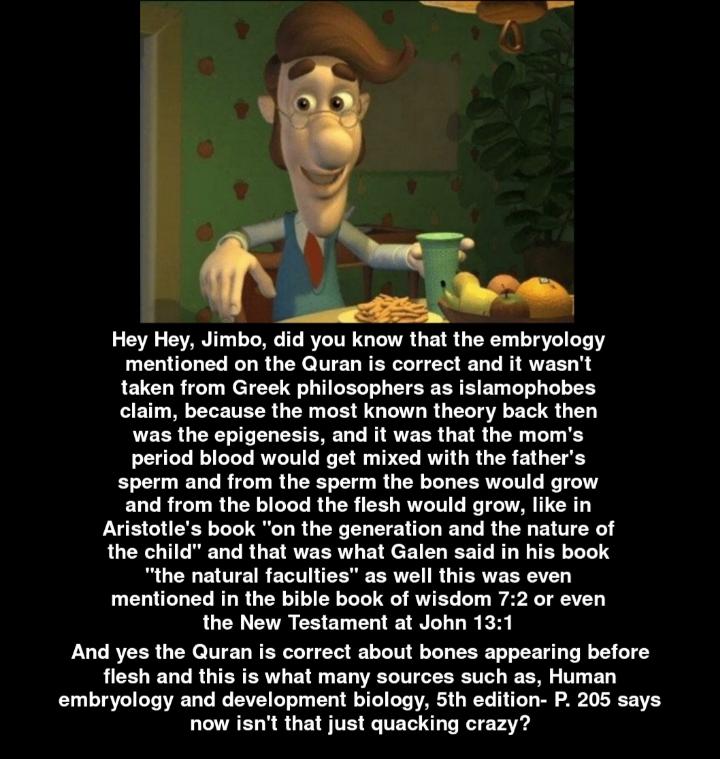 Hey Hey, Jimbo, did you know that the embryology
mentioned on the Quran is correct and it wasn't
taken from Greek philosophers as islamophobes
claim, because the most known theory back then
was the epigenesis, and it was that the mom's
period blood would get mixed with the father's
sperm and from the sperm the bones would grow
and from the blood the flesh would grow, like in
Aristotle's book "on the generation and the nature of
the child" and that was what Galen said in his book
"the natural faculties" as well this was even
mentioned in the bible book of wisdom 7:2 or even
the New Testament at John 13:1
And yes the Quran is correct about bones appearing before
flesh and this is what many sources such as, Human
embryology and development biology, 5th edition- P. 205 says
now isn't that just quacking crazy?